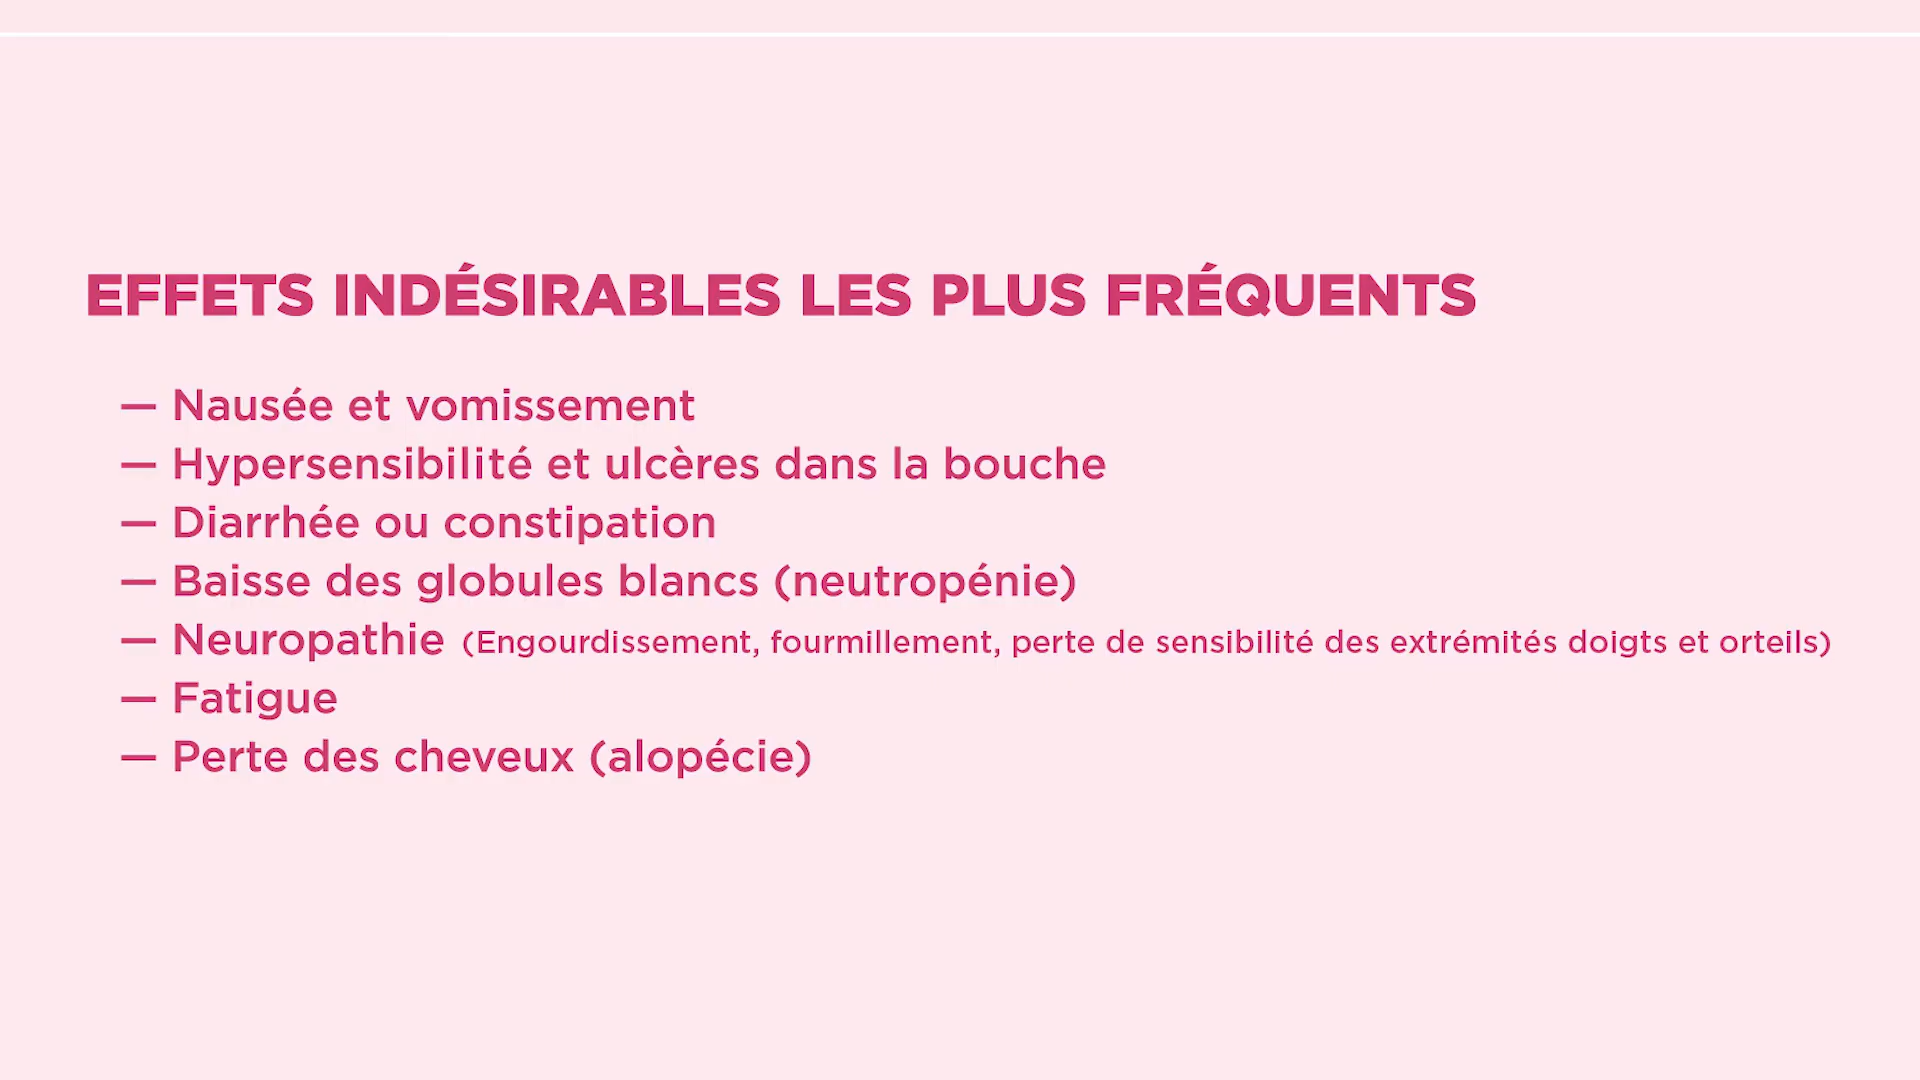 EFFETS INDÉSIRABLES LES PLUS FRÉQUENTS
— Nausée et vomissement
— Hypersensibilité et ulcères dans la bouche
— Diarrhée ou constipation
— Baisse des globules blancs (neutropénie)
— Neuropathie (Engourdissement, fourmillement, perte de sensibilité des extrémités doigts et orteils)
— Fatigue
— Perte des cheveux (alopécie)